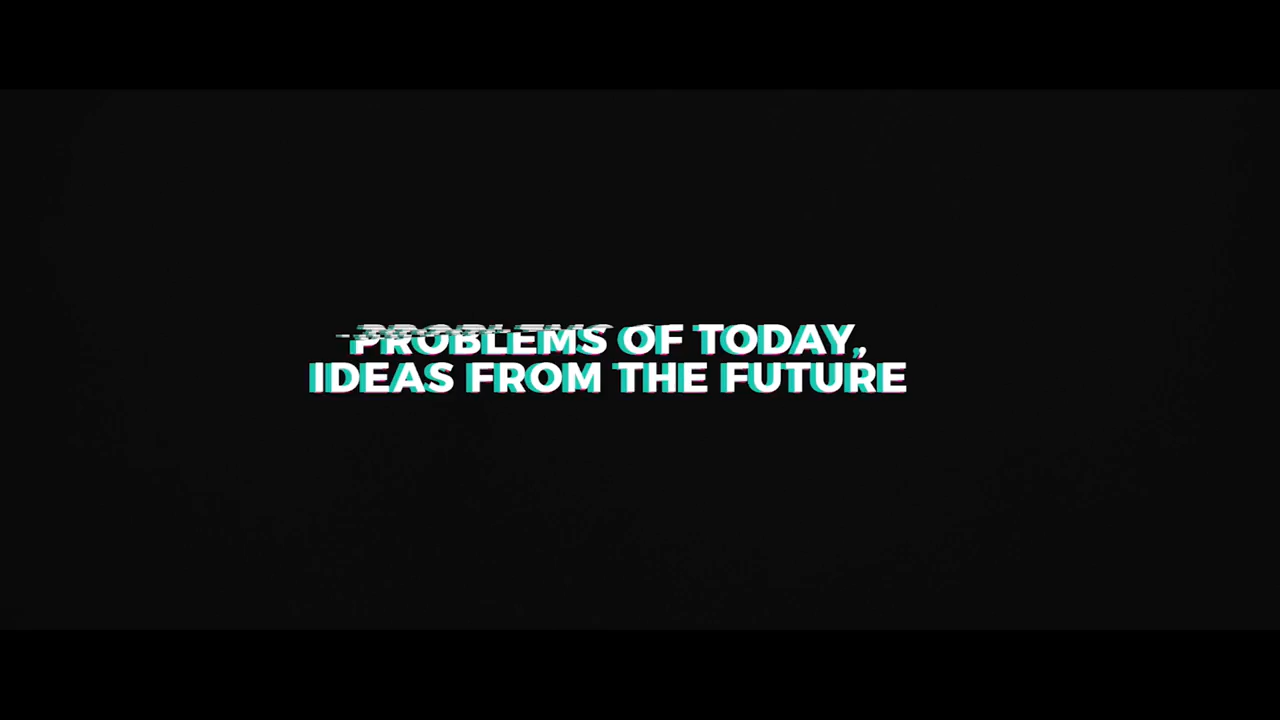 PROBLEMS OF TODAY,
IDEAS FROM THE FUTURE